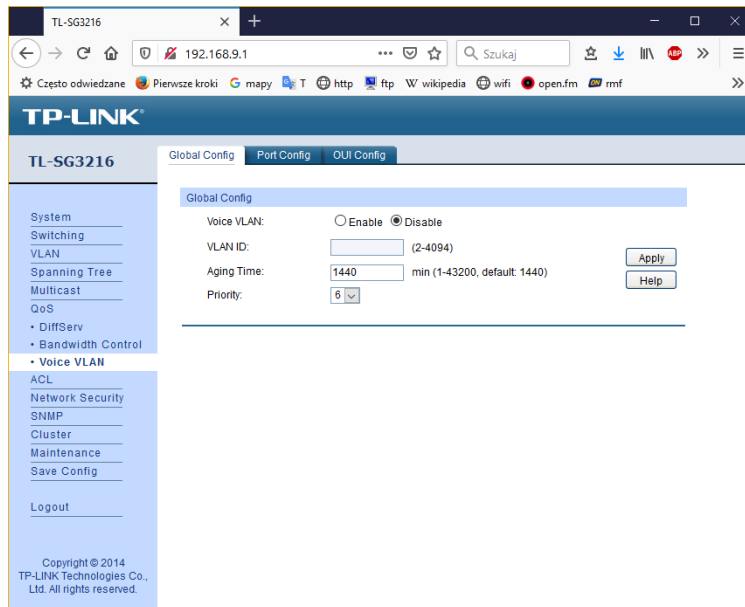 TL-SG3216
192.168.9.1
Szukaj
Często odwiedzane Pierwsze kroki G mapy T http ftp W wikipedia wifi open.fm rmf
TP-LINK
TL-SG3216
Global Config Port Config OUI Config
System
Switching
VLAN
Spanning Tree
Multicast
QoS
• DiffServ
• Bandwidth Control
• Voice VLAN
ACL
Network Security
SNMP
Cluster
Maintenance
Save Config
Logout
Copyright © 2014
TP-LINK Technologies Co.,
Ltd. All rights reserved.
Global Config
Voice VLAN: Enable Disable
VLAN ID: (2-4094)
Aging Time: 1440 min (1-43200, default: 1440)
Priority: 6
Apply
Help